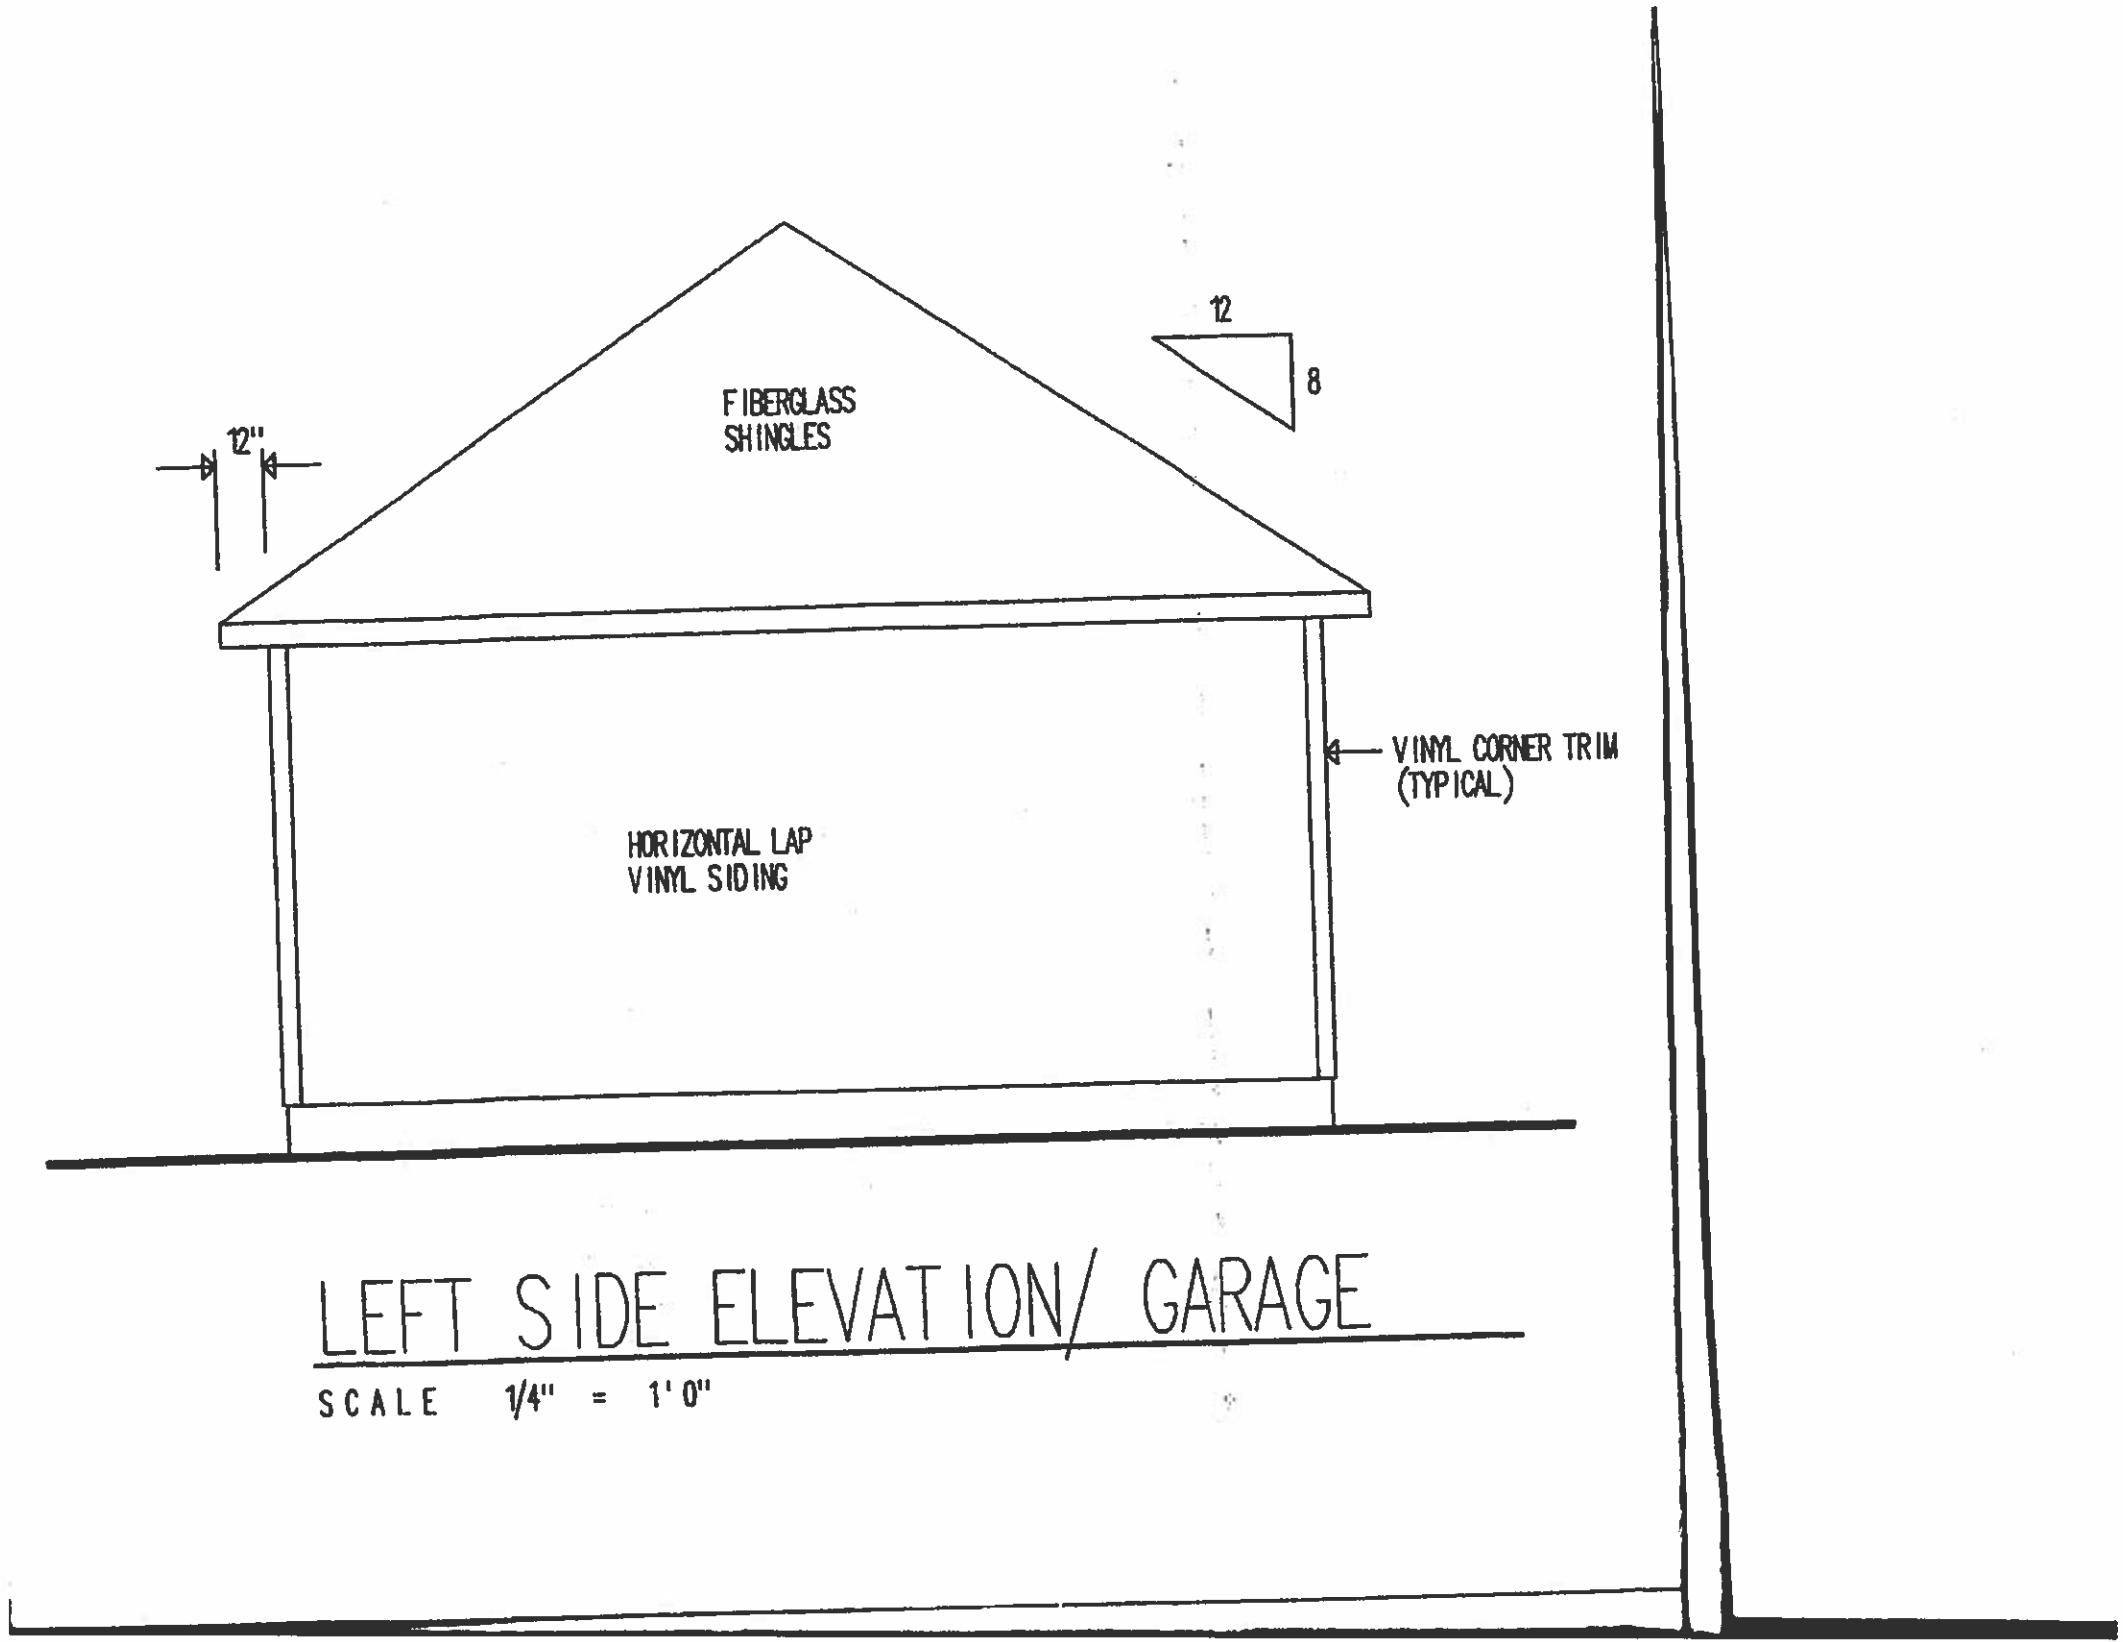 12
8
FIBERGLASS
SHINGLES
12"
VINYL CORNER TRIM
(TYPICAL)
HORIZONTAL LAP
VINYL SIDING
LEFT SIDE ELEVATION/ GARAGE
SCALE 1/4" = 1'0"